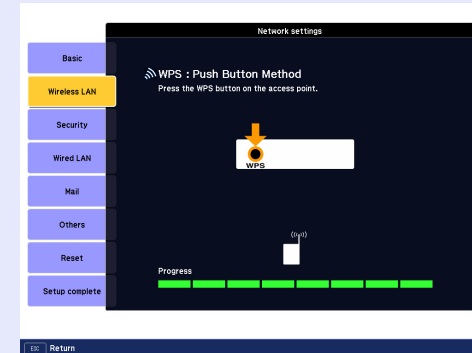 Network settings
Basic
Wireless LAN
Security
Wired LAN
Mail
Others
Reset
Setup complete
WPS : Push Button Method
Press the WPS button on the access point.
WPS
Progress
ESC Return